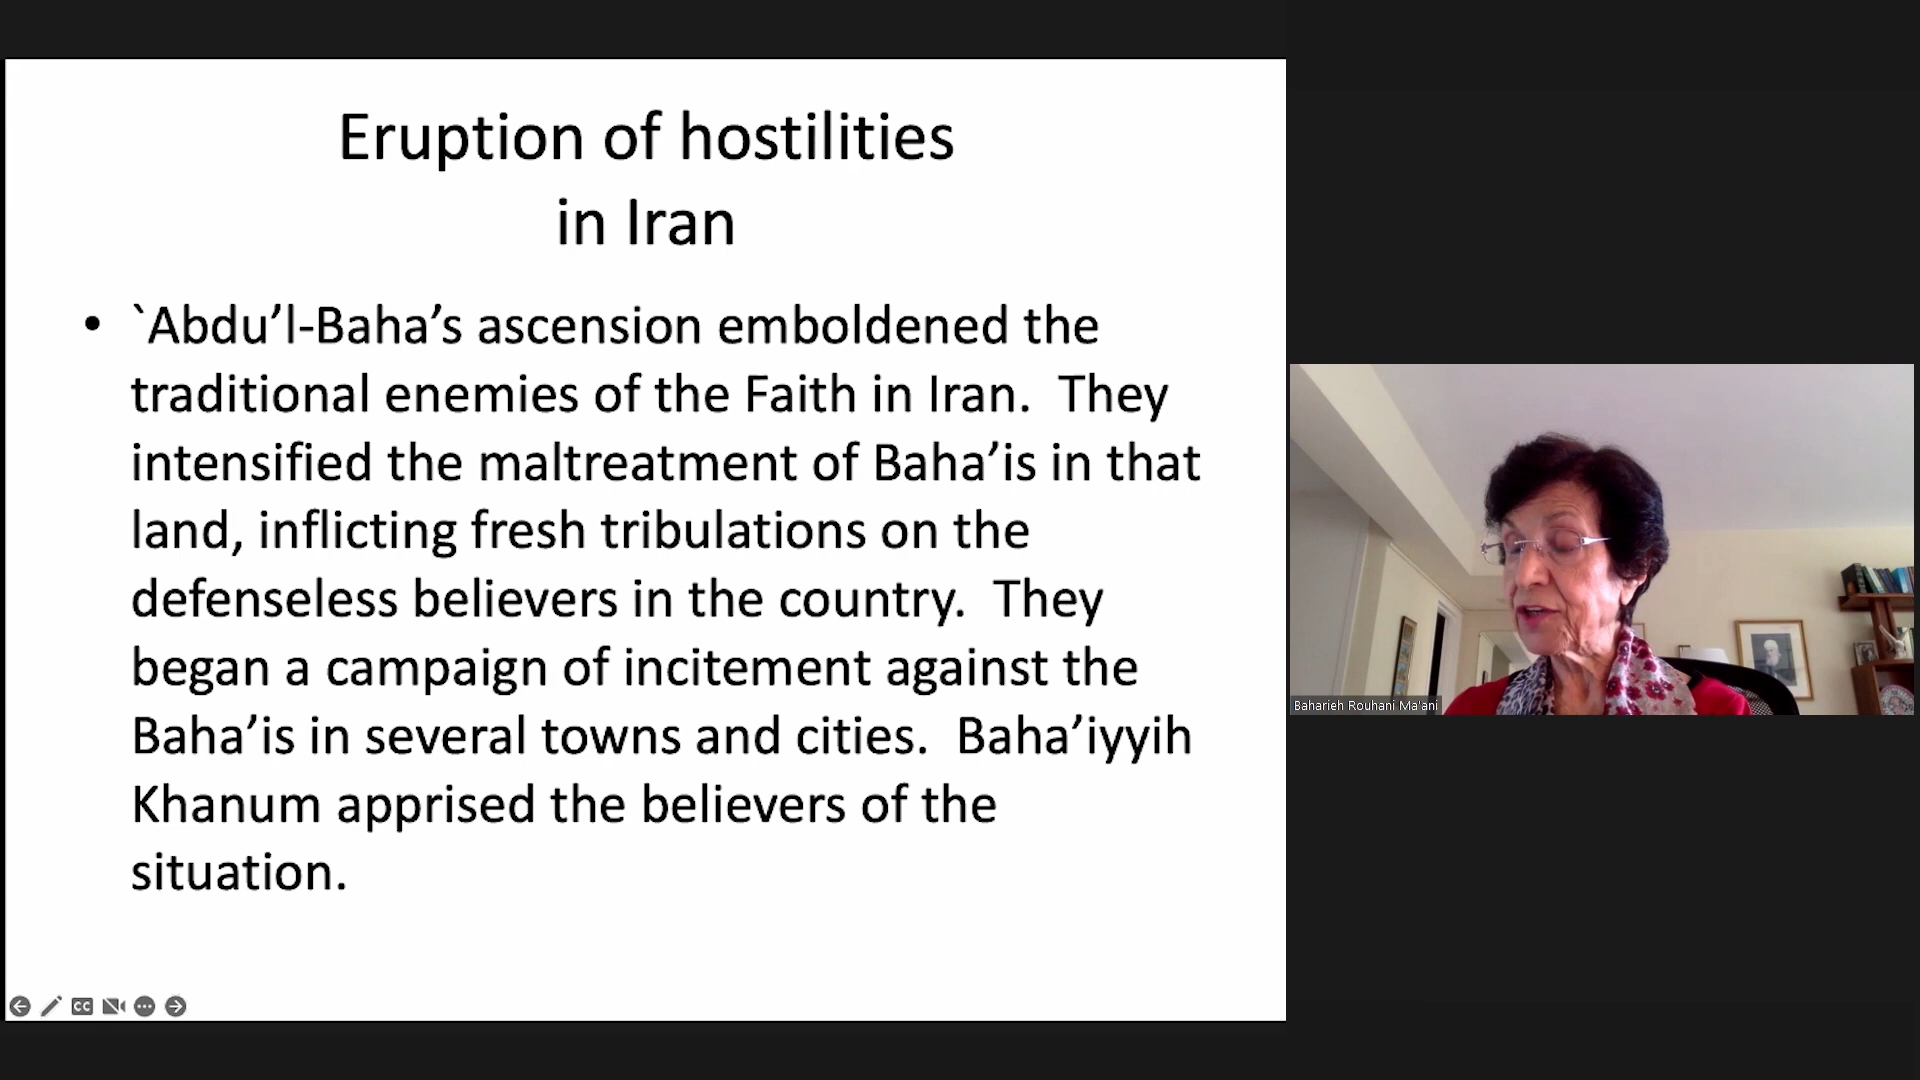 Eruption of hostilities
in Iran
• `Abdu’l-Baha’s ascension emboldened the
traditional enemies of the Faith in Iran.  They
intensified the maltreatment of Baha’is in that
land, inflicting fresh tribulations on the
defenseless believers in the country.  They
began a campaign of incitement against the
Baha’is in several towns and cities.  Baha’iyyih
Khanum apprised the believers of the
situation.
CC
Baharieh Rouhani Ma'ani